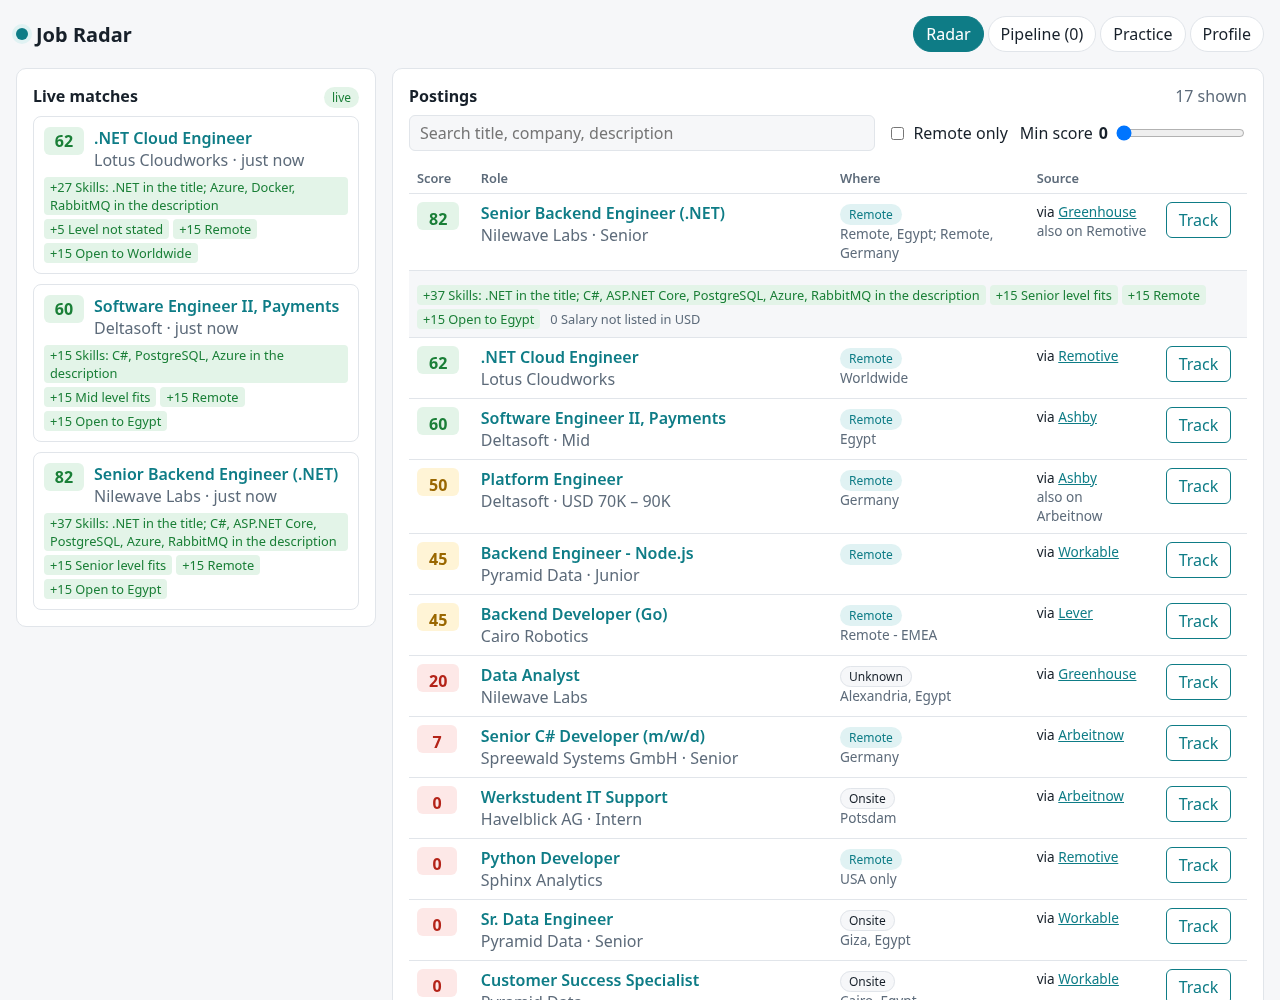 Job Radar
Radar
Pipeline (0)
Practice
Profile
Live matches
live
62
.NET Cloud Engineer
Lotus Cloudworks · just now
+27 Skills: .NET in the title; Azure, Docker,
RabbitMQ in the description
+5 Level not stated
+15 Remote
+15 Open to Worldwide
60
Software Engineer II, Payments
Deltasoft · just now
+15 Skills: C#, PostgreSQL, Azure in the
description
+15 Mid level fits
+15 Remote
+15 Open to Egypt
82
Senior Backend Engineer (.NET)
Nilewave Labs · just now
+37 Skills: .NET in the title; C#, ASP.NET Core,
PostgreSQL, Azure, RabbitMQ in the description
+15 Senior level fits
+15 Remote
+15 Open to Egypt
Postings
17 shown
Search title, company, description
Remote only
Min score 0
Score
Role
Where
Source
82
Senior Backend Engineer (.NET)
Nilewave Labs · Senior
Remote
Remote, Egypt; Remote,
Germany
via Greenhouse
also on Remotive
Track
+37 Skills: .NET in the title; C#, ASP.NET Core, PostgreSQL, Azure, RabbitMQ in the description
+15 Senior level fits
+15 Remote
+15 Open to Egypt
0 Salary not listed in USD
62
.NET Cloud Engineer
Lotus Cloudworks
Remote
Worldwide
via Remotive
Track
60
Software Engineer II, Payments
Deltasoft · Mid
Remote
Egypt
via Ashby
Track
50
Platform Engineer
Deltasoft · USD 70K – 90K
Remote
Germany
via Ashby
also on
Arbeitnow
Track
45
Backend Engineer - Node.js
Pyramid Data · Junior
Remote
via Workable
Track
45
Backend Developer (Go)
Cairo Robotics
Remote
Remote - EMEA
via Lever
Track
20
Data Analyst
Nilewave Labs
Unknown
Alexandria, Egypt
via Greenhouse
Track
7
Senior C# Developer (m/w/d)
Spreewald Systems GmbH · Senior
Remote
Germany
via Arbeitnow
Track
0
Werkstudent IT Support
Havelblick AG · Intern
Onsite
Potsdam
via Arbeitnow
Track
0
Python Developer
Sphinx Analytics
Remote
USA only
via Remotive
Track
0
Sr. Data Engineer
Pyramid Data · Senior
Onsite
Giza, Egypt
via Workable
Track
0
Customer Success Specialist
Pyramid Data
Onsite
Cairo, Egypt
via Workable
Track